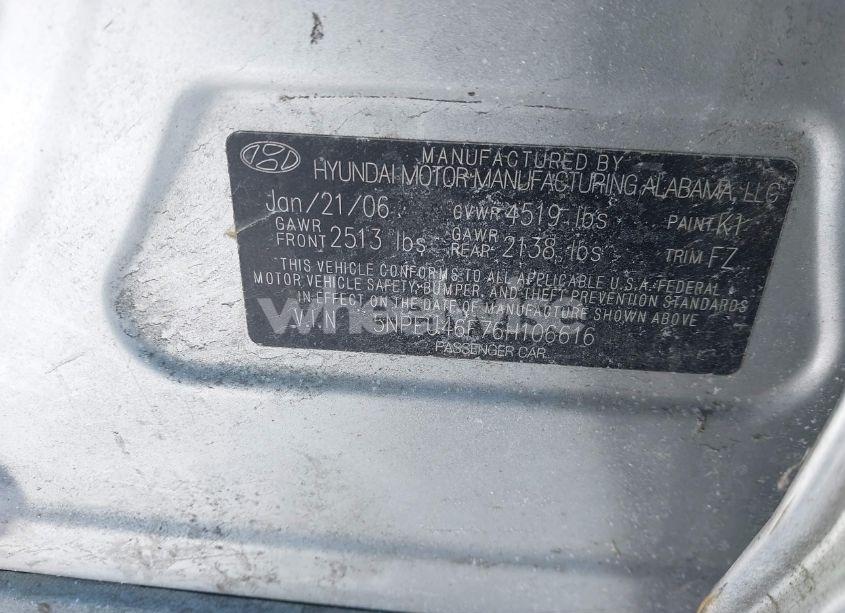 MANUFACTURED BY
HYUNDAI MOTOR MANUFACTURING ALABAMA, LLC
Jan/21/06 GVWR 4519 lbs PAINT K1
GAWR FRONT 2513 lbs GAWR REAR 2138 lbs TRIM FZ
THIS VEHICLE CONFORMS TO ALL APPLICABLE U.S.A. FEDERAL
MOTOR VEHICLE SAFETY, BUMPER, AND THEFT PREVENTION STANDARDS
IN EFFECT ON THE DATE OF MANUFACTURE SHOWN ABOVE
VIN
PASSENGER CAR